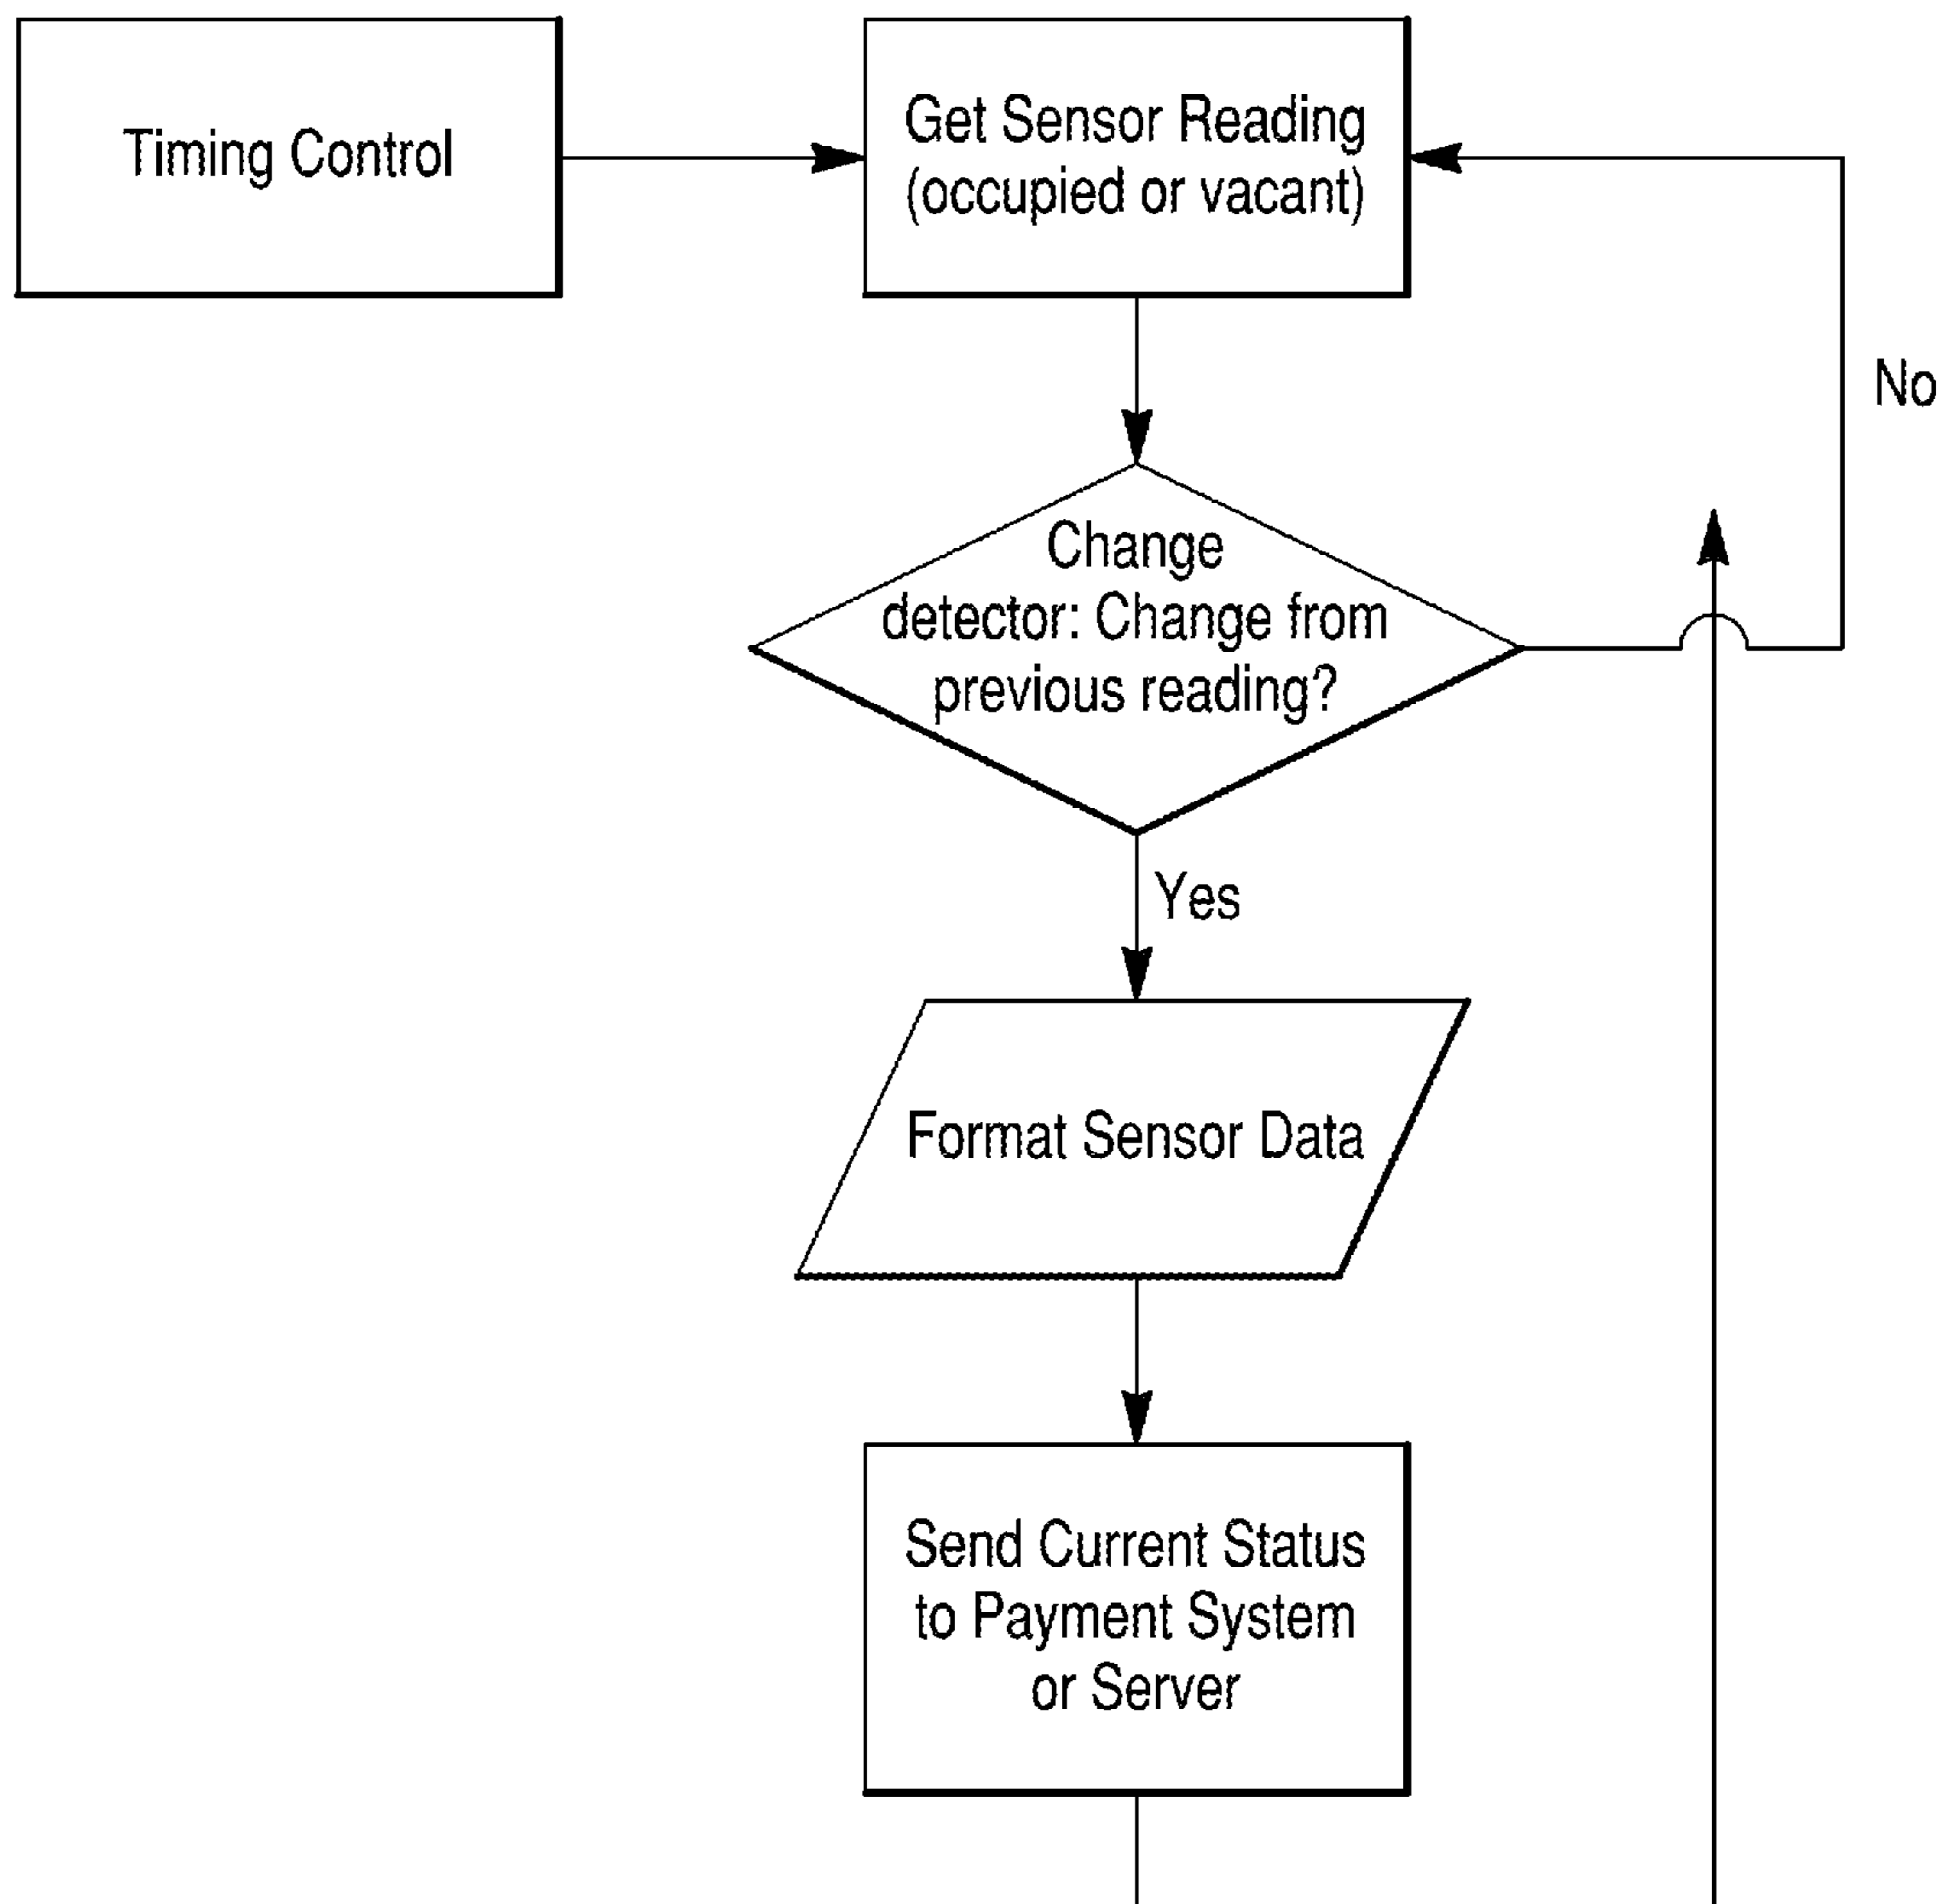 Timing Control
Get Sensor Reading
(occupied or vacant)
No
Change
detector: Change from
previous reading?
Yes
Format Sensor Data
Send Current Status
to Payment System
or Server